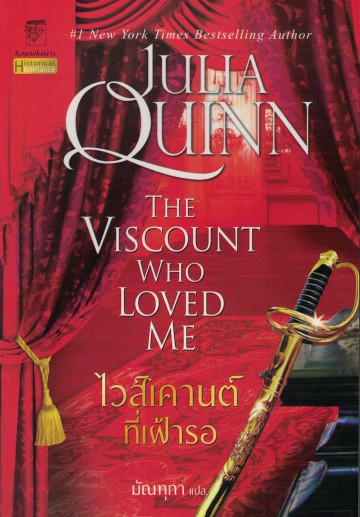 Kaewkarn
Historical
Romance
#1 New York Times Bestselling Author
JULIA
QUINN
THE
VISCOUNT
WHO
LOVED
ME
ไวส์เคานต์
ที่เฝ้ารอ
มัณฑุกา แปล